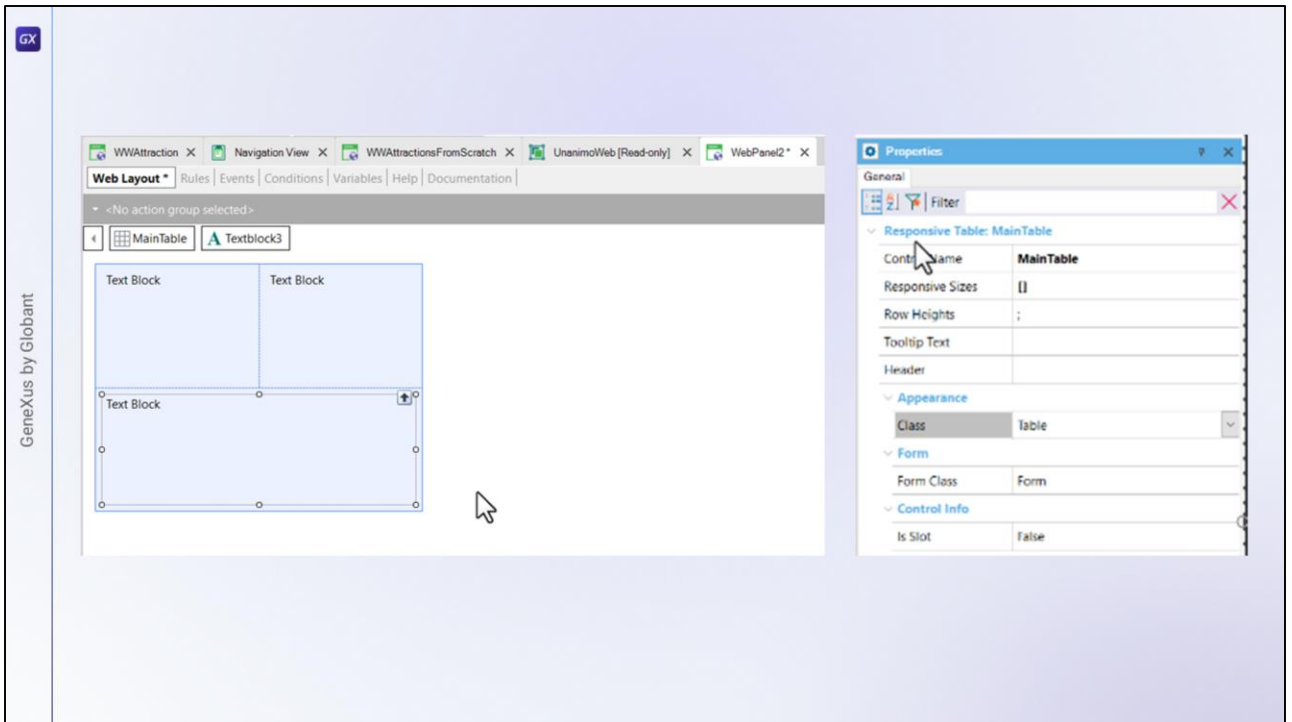 GX
GeneXus by Globant
WWAttraction X Navigation View X WWAttractionsFromScratch X UnanimoWeb [Read-only] X WebPanel2* X
Web Layout * | Rules | Events | Conditions | Variables | Help | Documentation |
<No action group selected>
MainTable A Textblock3
Text Block Text Block
Text Block
Properties
General
Filter
Responsive Table: MainTable
Name MainTable
Responsive Sizes []
Row Heights ;
Tooltip Text
Header
Appearance
Class Table
Form
Form Class Form
Control Info
Is Slot False